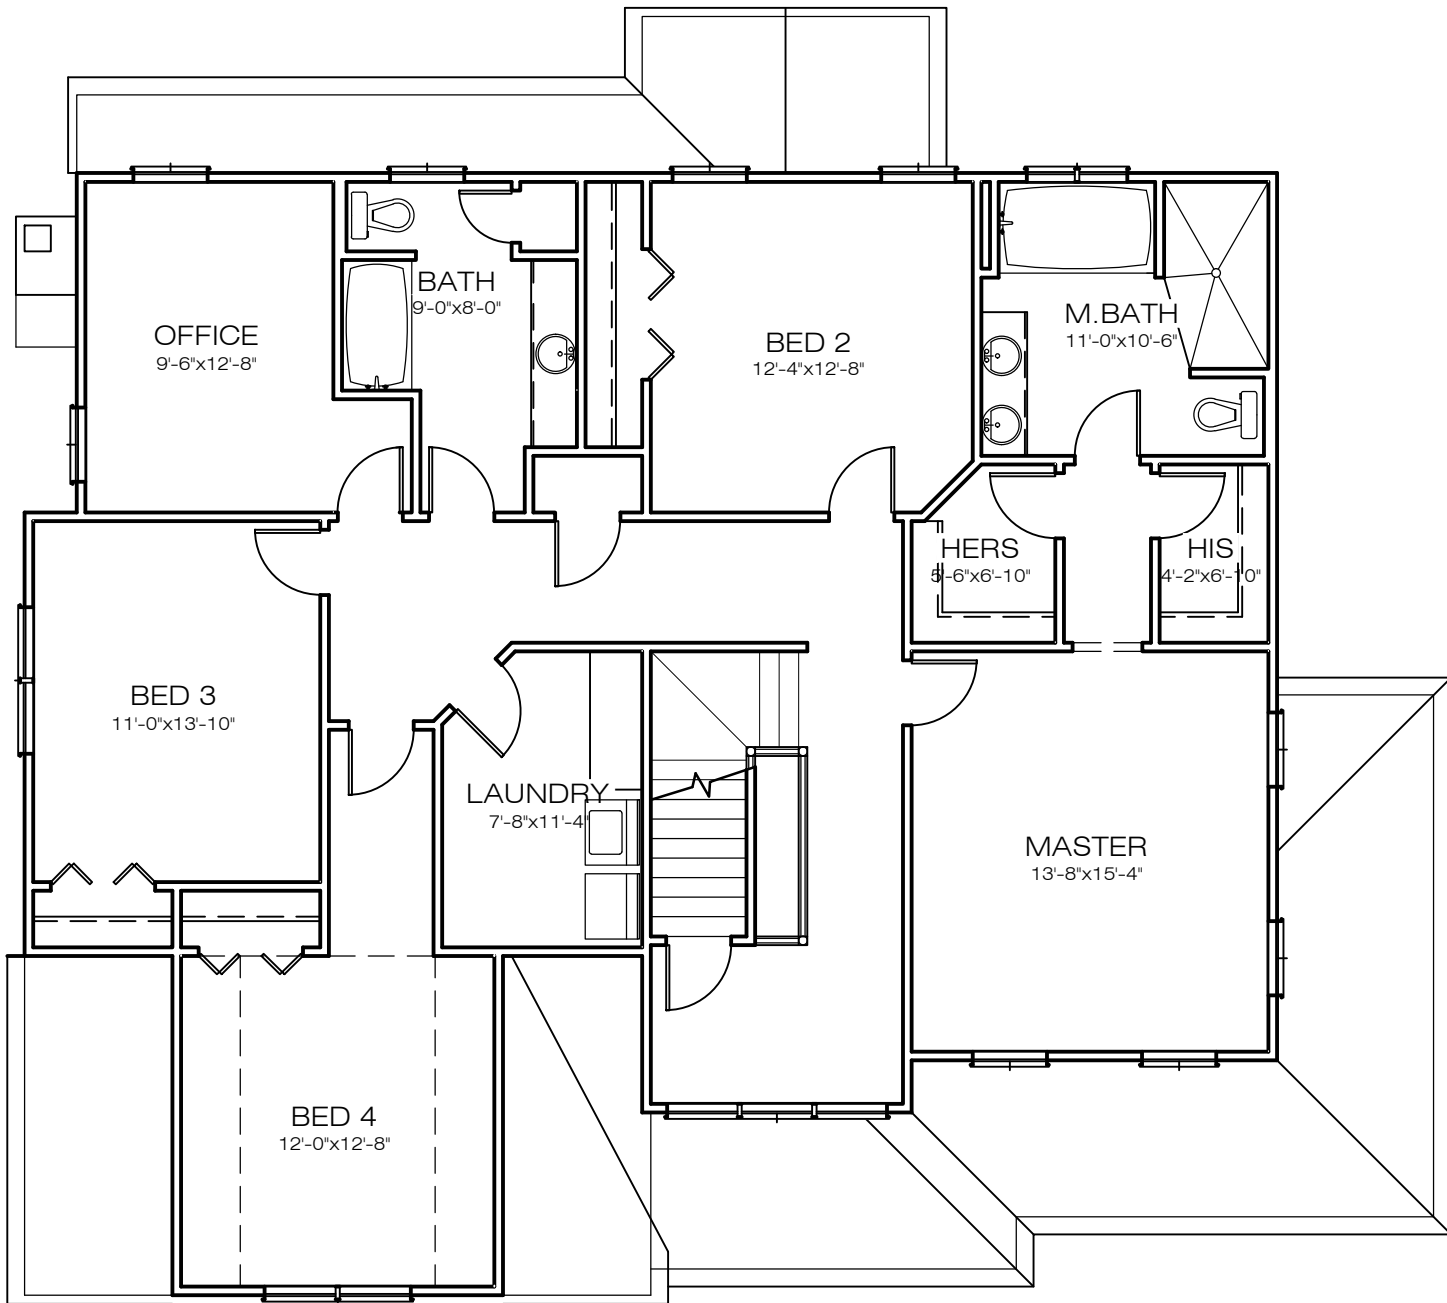 BATH
9'-0"x8'-0"
OFFICE
9'-6"x12'-8"
BED 2
12'-4"x12'-8"
M.BATH
11'-0"x10'-6"
HERS
5'-6"x6'-10"
HIS
4'-2"x6'-10"
BED 3
11'-0"x13'-10"
LAUNDRY
7'-8"x11'-4"
MASTER
13'-8"x15'-4"
BED 4
12'-0"x12'-8"